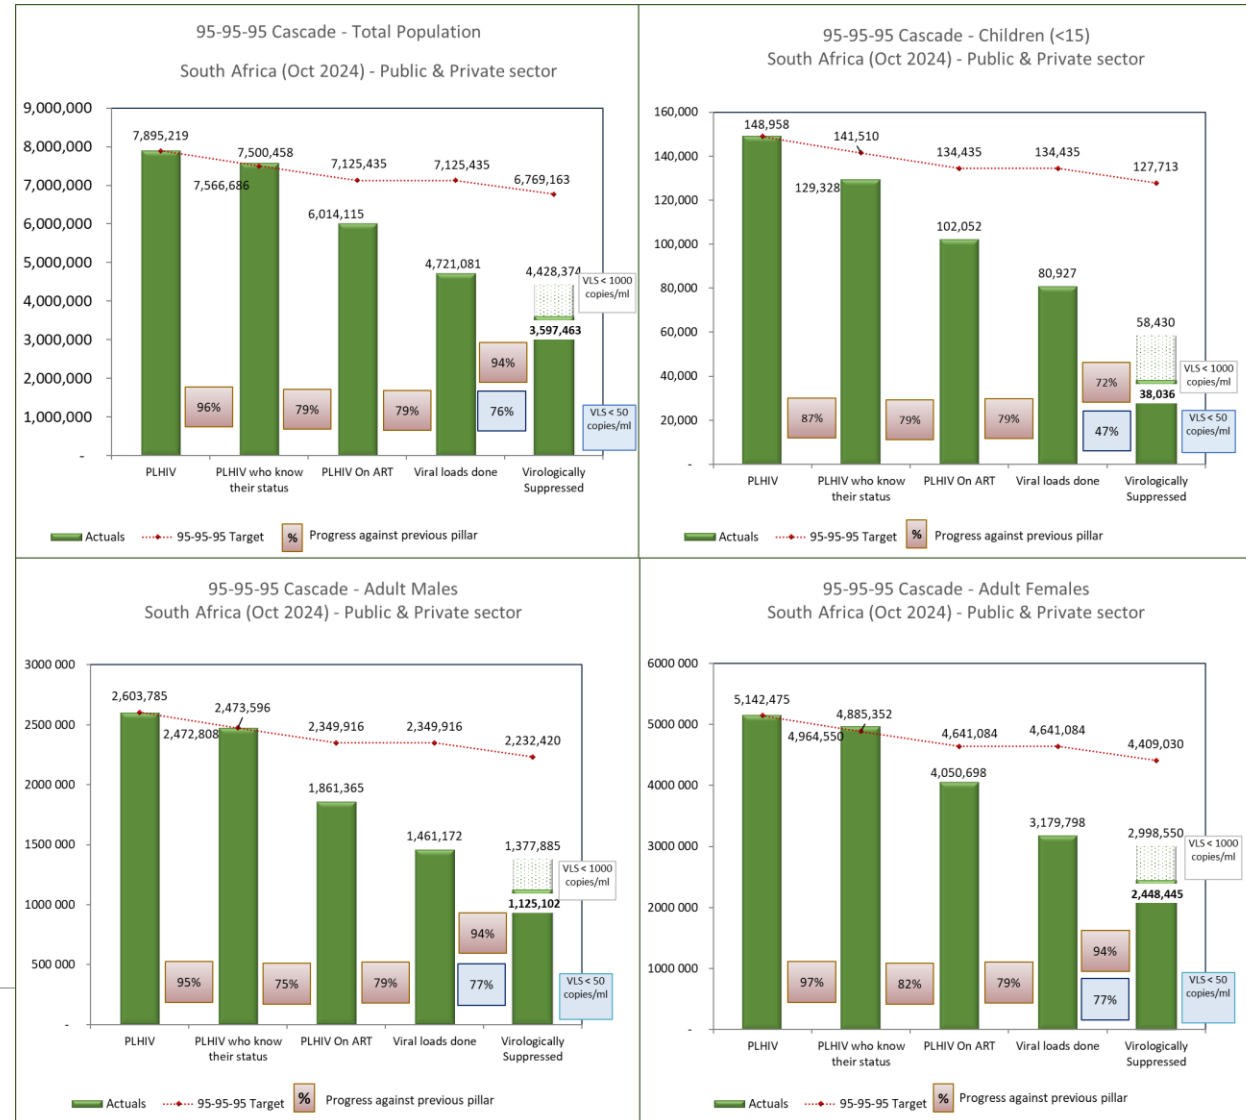 95-95-95 Cascade - Total Population
South Africa (Oct 2024) - Public & Private sector
9,000,000
8,000,000
7,000,000
6,000,000
5,000,000
4,000,000
3,000,000
2,000,000
1,000,000
-
7,895,219
7,500,458
7,566,686
7,125,435
7,125,435
6,769,163
6,014,115
4,721,081
4,428,374
VLS < 1000
copies/ml
3,597,463
94%
96%
79%
79%
76%
VLS < 50
copies/ml
PLHIV
PLHIV who know
their status
PLHIV On ART
Viral loads done
Virologically
Suppressed
Actuals
95-95-95 Target
%
Progress against previous pillar
95-95-95 Cascade - Children (<15)
South Africa (Oct 2024) - Public & Private sector
160,000
140,000
120,000
100,000
80,000
60,000
40,000
20,000
-
148,958
141,510
129,328
134,435
134,435
127,713
102,052
80,927
58,430
VLS < 1000
copies/ml
38,036
72%
87%
79%
79%
47%
VLS < 50
copies/ml
PLHIV
PLHIV who know
their status
PLHIV On ART
Viral loads done
Virologically
Suppressed
Actuals
95-95-95 Target
%
Progress against previous pillar
95-95-95 Cascade - Adult Males
South Africa (Oct 2024) - Public & Private sector
3000 000
2500 000
2000 000
1500 000
1000 000
500 000
-
2,603,785
2,473,596
2,472,808
2,349,916
2,349,916
2,232,420
1,861,365
1,461,172
1,377,885
VLS < 1000
copies/ml
1,125,102
94%
95%
75%
79%
77%
VLS < 50
copies/ml
PLHIV
PLHIV who know
their status
PLHIV On ART
Viral loads done
Virologically
Suppressed
Actuals
95-95-95 Target
%
Progress against previous pillar
95-95-95 Cascade - Adult Females
South Africa (Oct 2024) - Public & Private sector
6000 000
5000 000
4000 000
3000 000
2000 000
1000 000
-
5,142,475
4,885,352
4,964,550
4,641,084
4,641,084
4,409,030
4,050,698
3,179,798
2,998,550
VLS < 1000
copies/ml
2,448,445
94%
97%
82%
79%
77%
VLS < 50
copies/ml
PLHIV
PLHIV who know
their status
PLHIV On ART
Viral loads done
Virologically
Suppressed
Actuals
95-95-95 Target
%
Progress against previous pillar